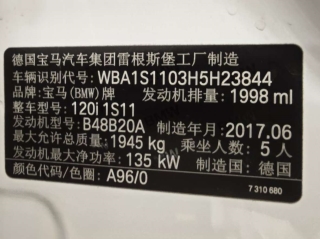 德国宝马汽车集团雷根斯堡工厂制造
车辆识别代号: WBA1S1103H5H23844
品牌: 宝马(BMW)牌 发动机排量: 1998 ml
整车型号: 120i 1S11
发动机型号: B48B20A 制造年月: 2017.06
最大允许总质量: 1945 kg 乘坐人数: 5 人
发动机最大净功率: 135 kW 制造国: 德国
颜色代码/色圈: A96/0
7 310 680